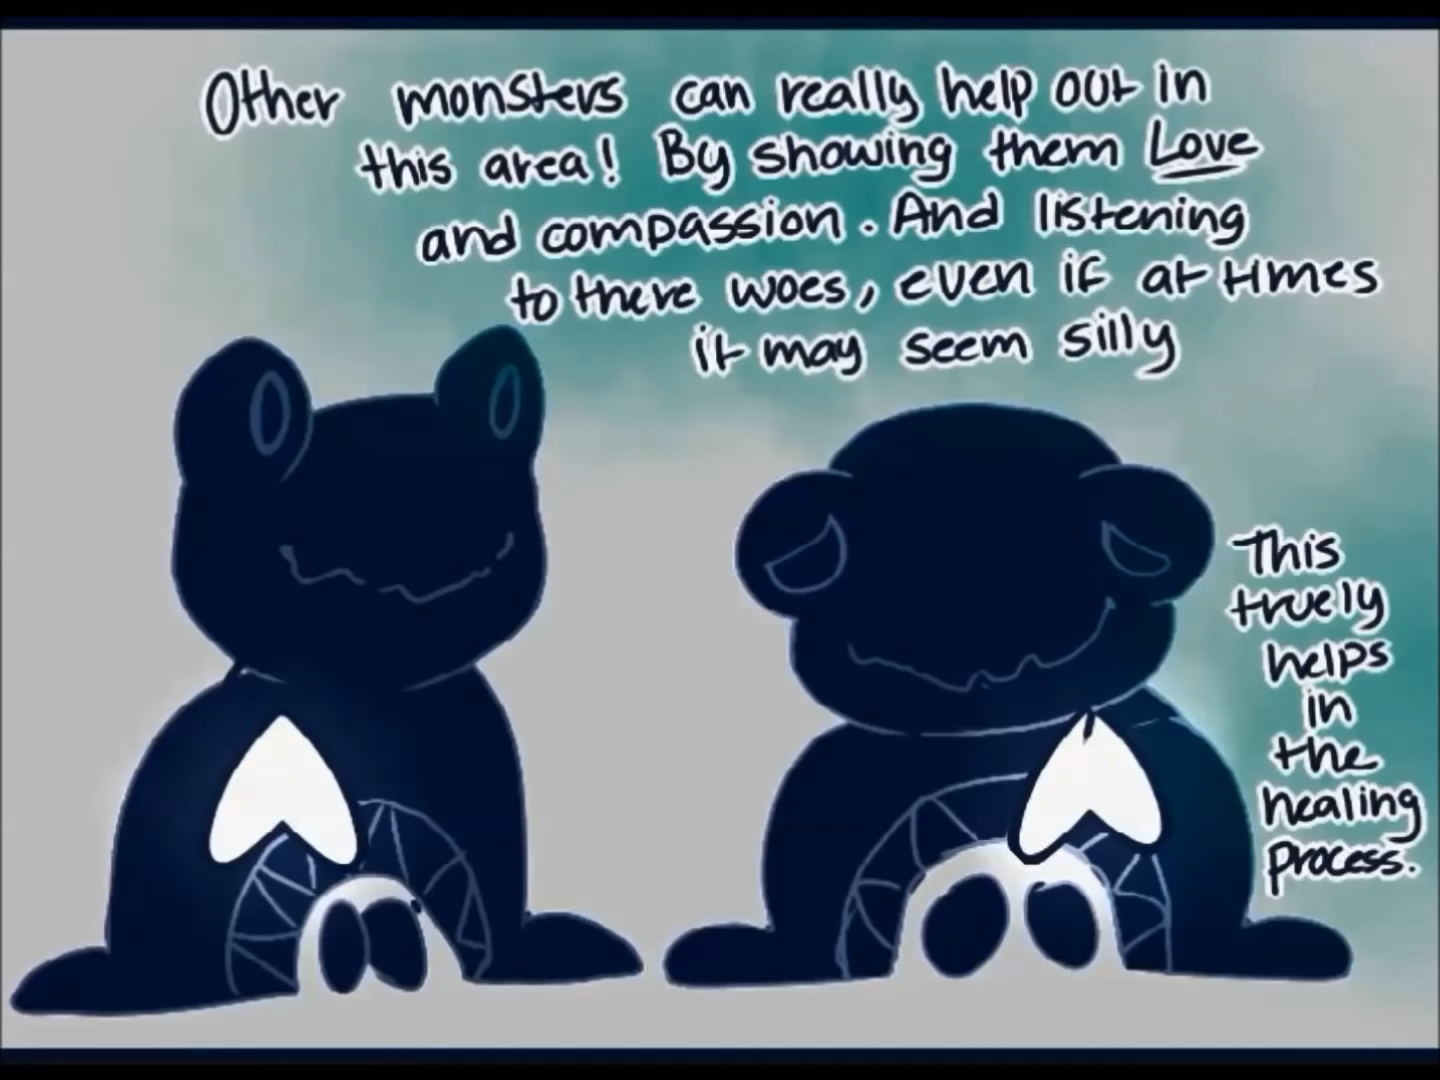 Other monsters can really help out in
this area! By showing them Love
and compassion. And listening
to there woes, even if at times
it may seem silly
This
truely
helps
in
the
healing
process.